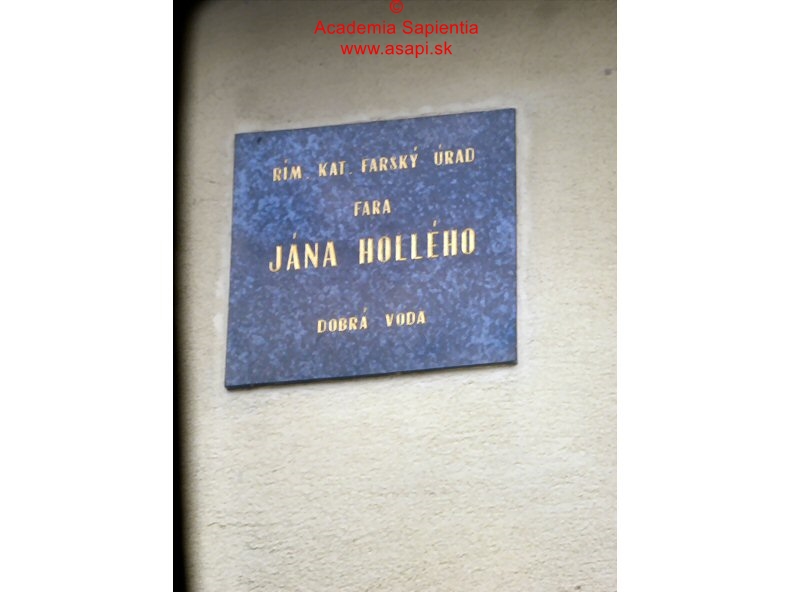 ©
Academia Sapientia
www.asapi.sk
RÍM. KAT. FARSKÝ ÚRAD
FARA
JÁNA HOLLÉHO
DOBRÁ VODA